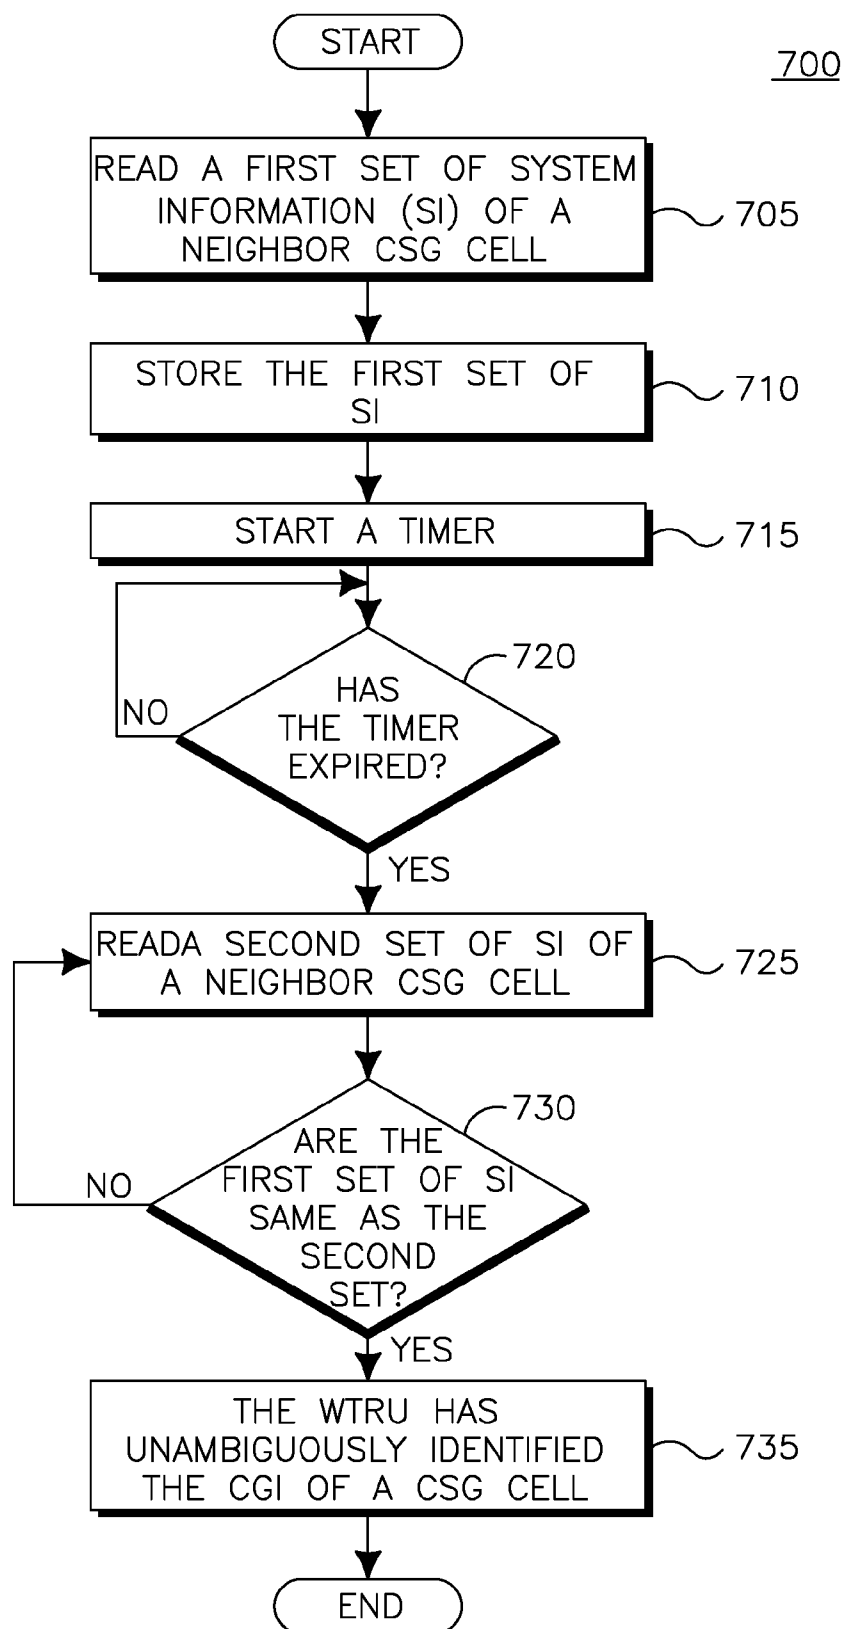 START
700
READ A FIRST SET OF SYSTEM
INFORMATION (SI) OF A
NEIGHBOR CSG CELL
705
STORE THE FIRST SET OF
SI
710
START A TIMER
715
720
HAS
THE TIMER
EXPIRED?
NO
YES
READA SECOND SET OF SI OF
A NEIGHBOR CSG CELL
725
730
ARE THE
FIRST SET OF SI
SAME AS THE
SECOND
SET?
NO
YES
THE WTRU HAS
UNAMBIGUOUSLY IDENTIFIED
THE CGI OF A CSG CELL
735
END